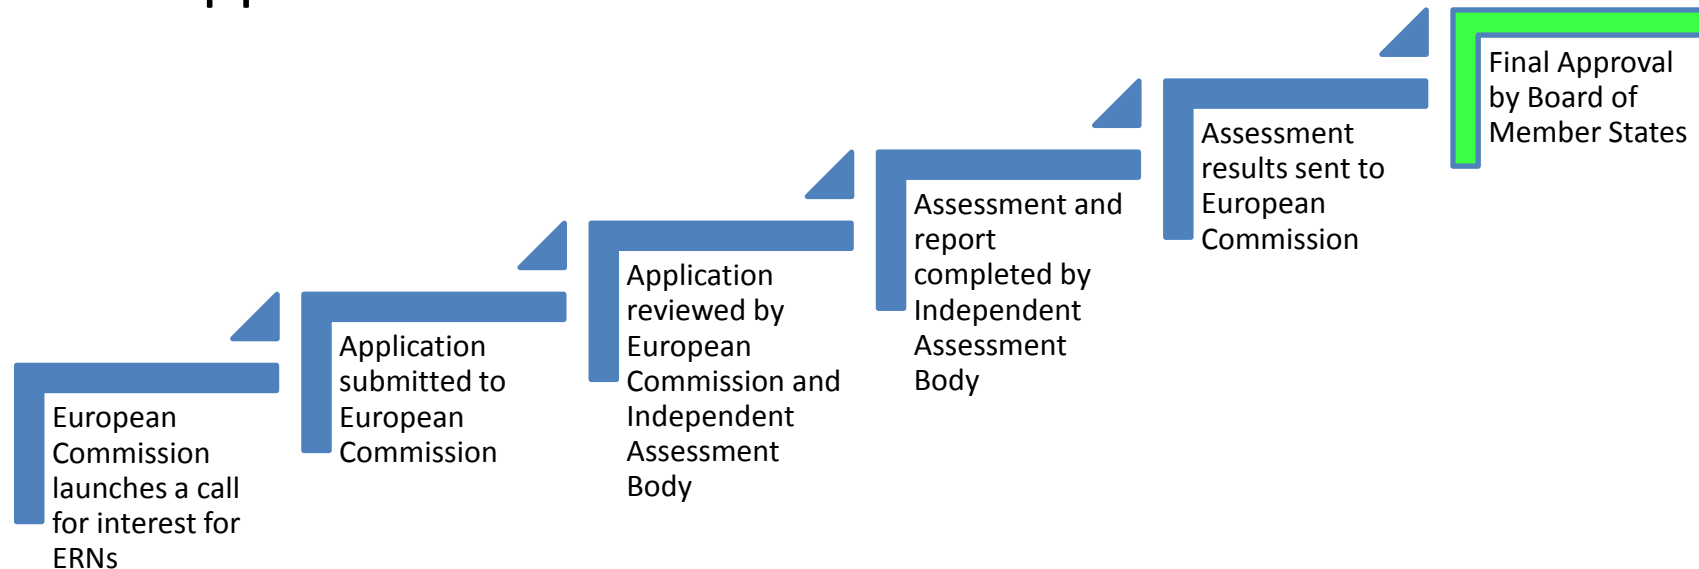 European
Commission
launches a call
for interest for
ERNs
Application
submitted to
European
Commission
Application
reviewed by
European
Commission and
Independent
Assessment
Body
Assessment and
report
completed by
Independent
Assessment
Body
Assessment
results sent to
European
Commission
Final Approval
by Board of
Member States